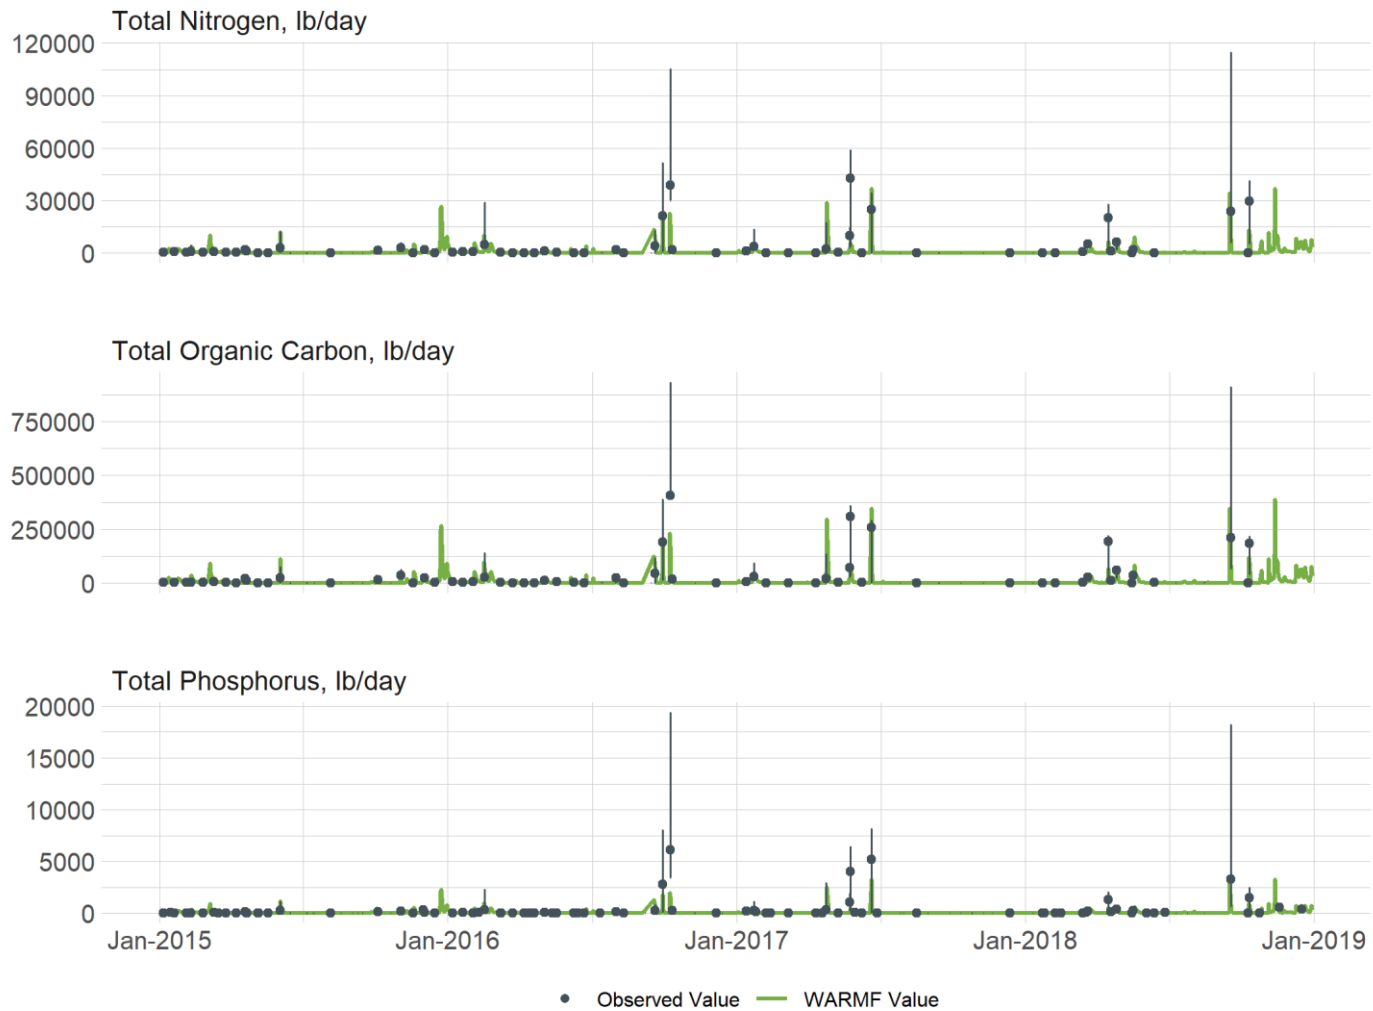 Total Nitrogen, lb/day
120000
90000
60000
30000
0
Total Organic Carbon, lb/day
750000
500000
250000
0
Total Phosphorus, lb/day
20000
15000
10000
5000
0
Jan-2015 Jan-2016 Jan-2017 Jan-2018 Jan-2019
Observed Value WARMF Value